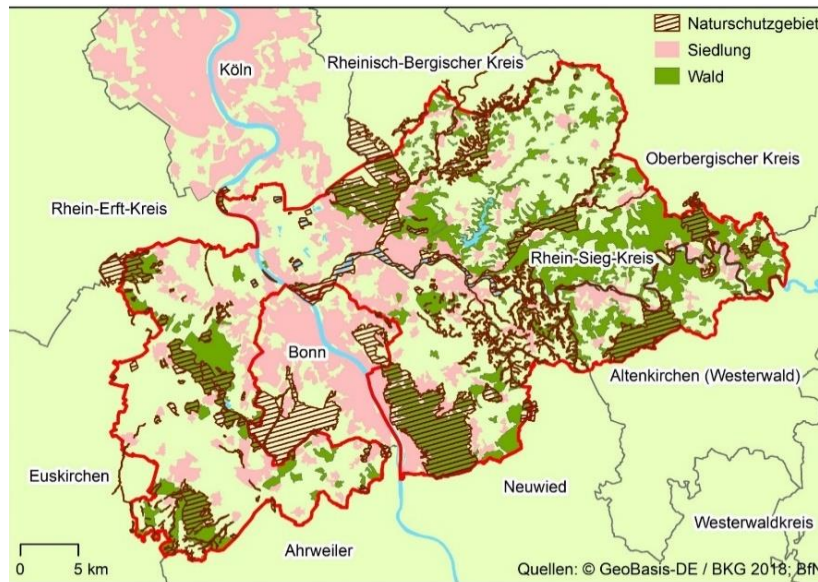 Naturschutzgebiet
Siedlung
Wald
Köln
Rheinisch-Bergischer Kreis
Oberbergischer Kreis
Rhein-Erft-Kreis
Rhein-Sieg-Kreis
Bonn
Altenkirchen (Westerwald)
Euskirchen
Neuwied
Westerwaldkreis
Ahrweiler
0 5 km
Quellen: © GeoBasis-DE / BKG 2018; BfN